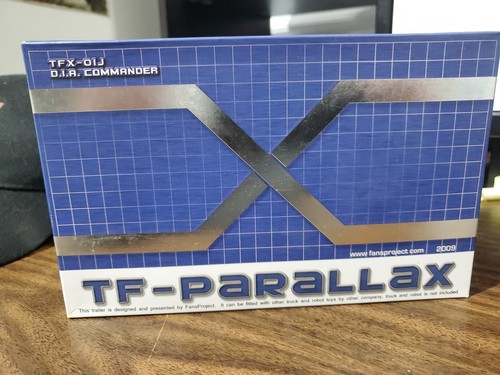 TFX-01J
D.I.A. COMMANDER
www.fansproject.com 2009
TF-PARALLAX
This trailer is designed and presented by FansProject. It can be fitted with other truck and robot toys by other company, truck and robot is not included